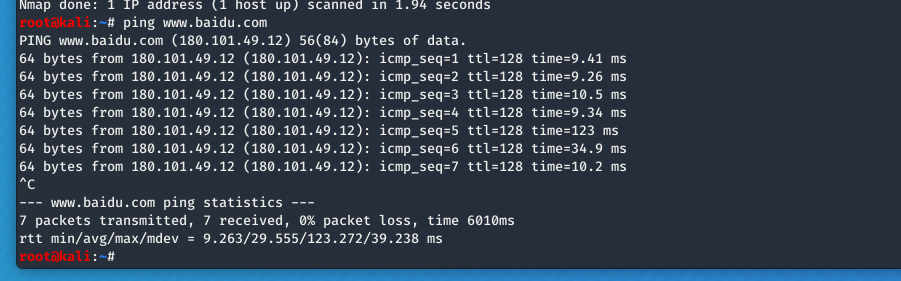 Nmap done: 1 IP address (1 host up) scanned in 1.94 seconds
root@kali:~# ping www.baidu.com
PING www.baidu.com (180.101.49.12) 56(84) bytes of data.
64 bytes from 180.101.49.12 (180.101.49.12): icmp_seq=1 ttl=128 time=9.41 ms
64 bytes from 180.101.49.12 (180.101.49.12): icmp_seq=2 ttl=128 time=9.26 ms
64 bytes from 180.101.49.12 (180.101.49.12): icmp_seq=3 ttl=128 time=10.5 ms
64 bytes from 180.101.49.12 (180.101.49.12): icmp_seq=4 ttl=128 time=9.34 ms
64 bytes from 180.101.49.12 (180.101.49.12): icmp_seq=5 ttl=128 time=123 ms
64 bytes from 180.101.49.12 (180.101.49.12): icmp_seq=6 ttl=128 time=34.9 ms
64 bytes from 180.101.49.12 (180.101.49.12): icmp_seq=7 ttl=128 time=10.2 ms
^C
--- www.baidu.com ping statistics ---
7 packets transmitted, 7 received, 0% packet loss, time 6010ms
rtt min/avg/max/mdev = 9.263/29.555/123.272/39.238 ms
root@kali:~#